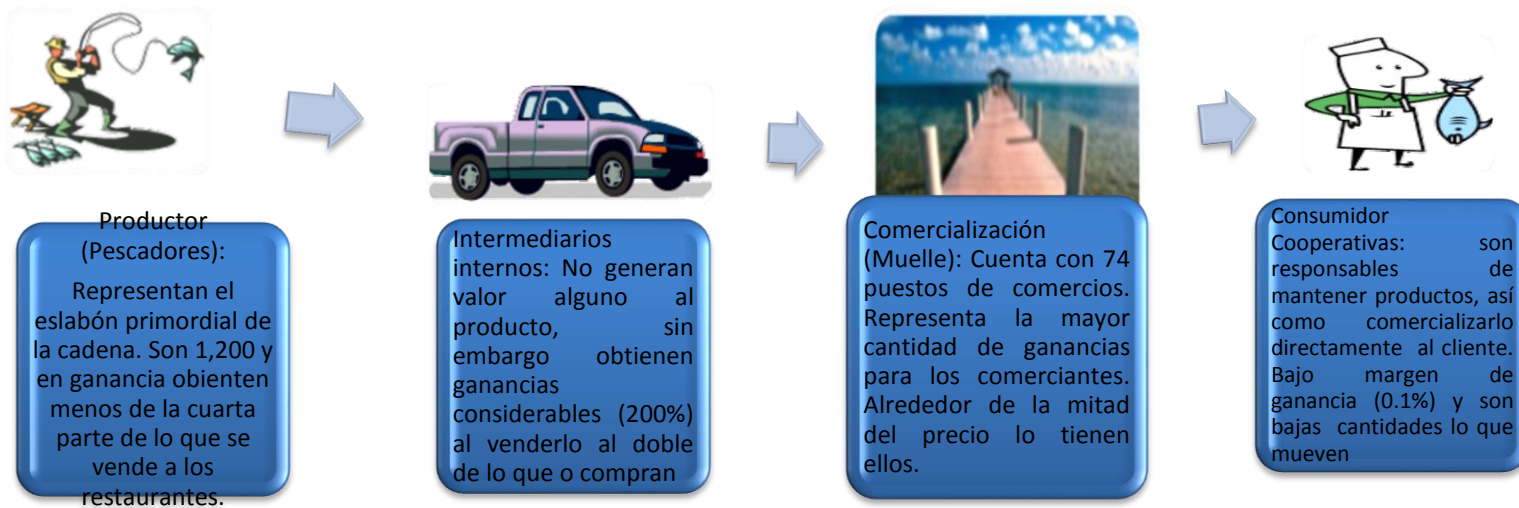 Productor
(Pescadores):
Representan el
eslabón primordial de
la cadena. Son 1,200 y
en ganancia obienten
menos de la cuarta
parte de lo que se
vende a los
restaurantes.
Intermediarios
internos: No generan
valor alguno al
producto, sin
embargo obtienen
ganancias
considerables (200%)
al venderlo al doble
de lo que o compran
Comercialización
(Muelle): Cuenta con 74
puestos de comercios.
Representa la mayor
cantidad de ganancias
para los comerciantes.
Alrededor de la mitad
del precio lo tienen
ellos.
Consumidor
Cooperativas: son
responsables de
mantener productos, así
como comercializarlo
directamente al cliente.
Bajo margen de
ganancia (0.1%) y son
bajas cantidades lo que
mueven